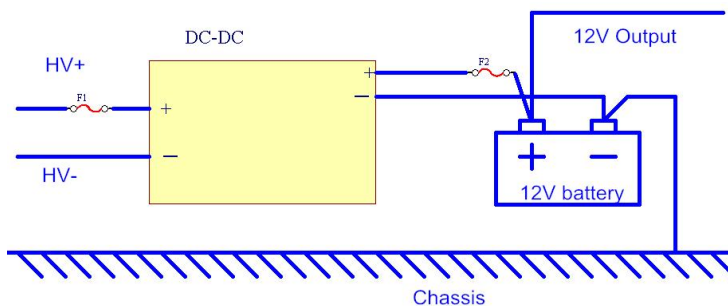 DC-DC
12V Output
HV+
F1
F2
+
+
−
−
HV-
+ −
12V battery
Chassis